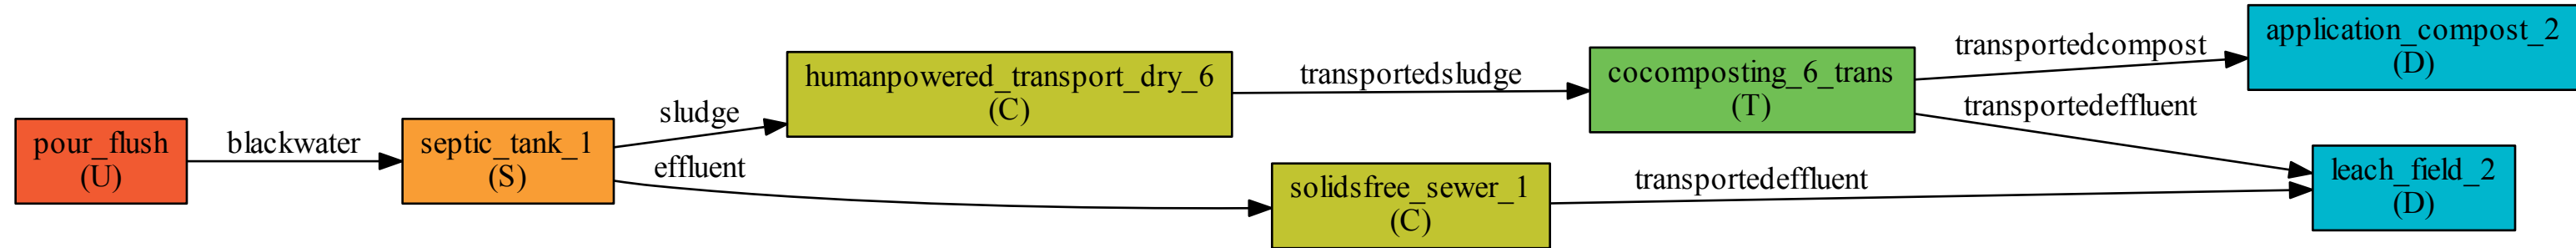 pour_flush
(U)
blackwater
septic_tank_1
(S)
sludge
effluent
humanpowered_transport_dry_6
(C)
transportedsludge
solidsfree_sewer_1
(C)
transportedeffluent
cocomposting_6_trans
(T)
transportedcompost
transportedeffluent
application_compost_2
(D)
leach_field_2
(D)